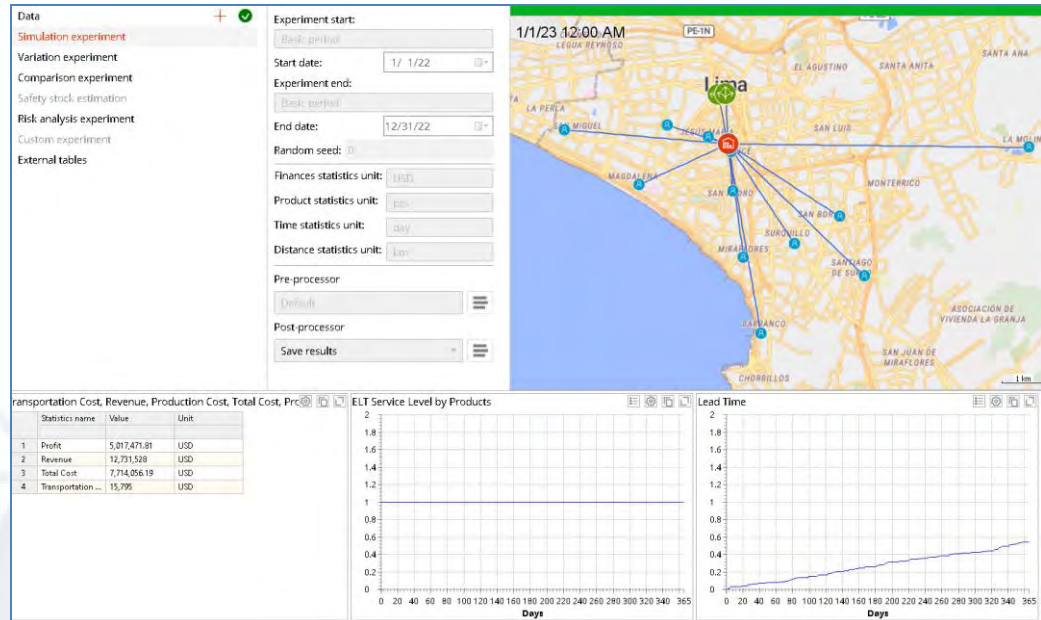 Data
Simulation experiment
Variation experiment
Comparison experiment
Safety stock estimation
Risk analysis experiment
Custom experiment
External tables
Experiment start:
Basic period
Start date:
1/ 1/22
Experiment end:
Basic period
End date:
12/31/22
Random seed: 0
Finances statistics unit: USD
Product statistics unit: pcs
Time statistics unit: day
Distance statistics unit: km
Pre-processor
Default
Post-processor
Save results
1/1/23 12:00 AM
PE-1N
LEGUA REYNOSO
SANTA ANA
EL AGUSTINO
SANTA ANITA
Lima
LA PERLA
SAN MIGUEL
JESÚS MARÍA
SAN LUIS
LA MOLIN
MAGDALENA
MONTERRICO
SAN BOR
SURQUILLO
MIRAFLORES
SANTIAGO
DE SURCO
BARRANCO
ASOCIACIÓN DE
VIVIENDA LA GRANJA
SAN JUAN DE
MIRAFLORES
CHORRILLOS
1 km
ransportation Cost, Revenue, Production Cost, Total Cost, Pro
Statistics name Value Unit
1 Profit 5,017,471.81 USD
2 Revenue 12,731,528 USD
3 Total Cost 7,714,056.19 USD
4 Transportation ... 15,795 USD
ELT Service Level by Products
2
1.8
1.6
1.4
1.2
1
0.8
0.6
0.4
0.2
0
0 20 40 60 80 100 120 140 160 180 200 220 240 260 280 300 320 340 365
Days
Lead Time
2
1.8
1.6
1.4
1.2
1
0.8
0.6
0.4
0.2
0
0 20 40 60 80 100 120 140 160 180 200 220 240 260 280 300 320 340 365
Days